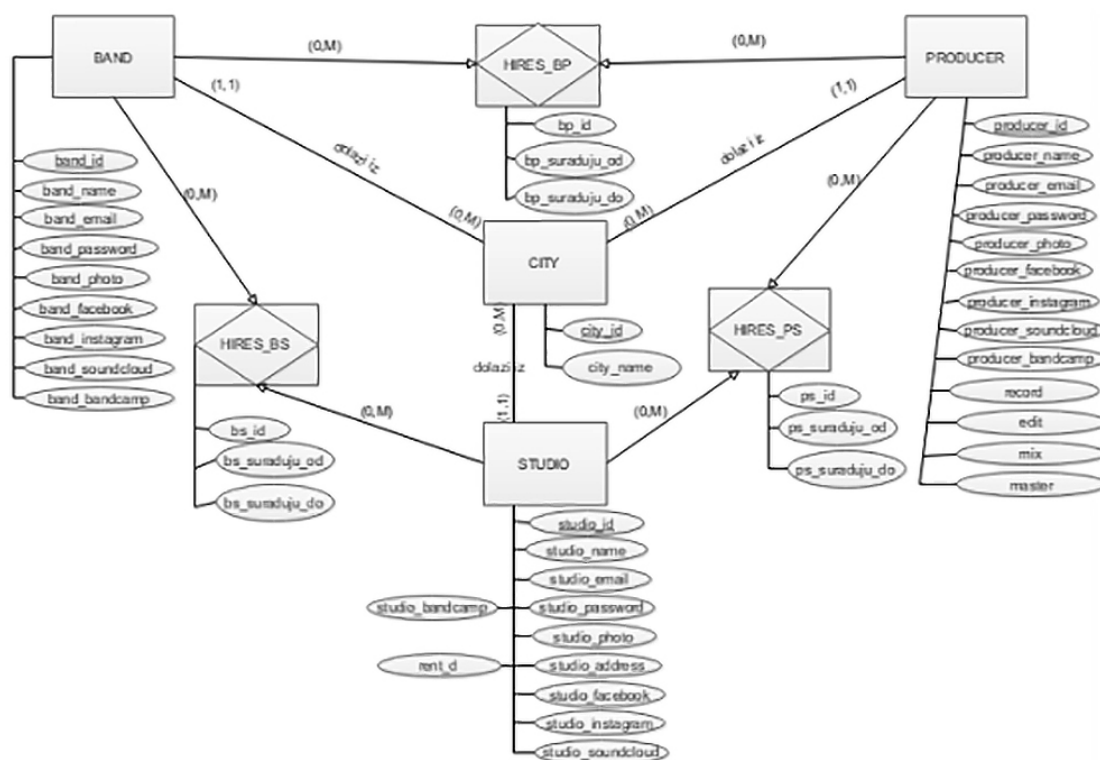 BAND
HIRES_BP
PRODUCER
(0,M)
(0,M)
(1,1)
(1,1)
dolazi iz
dolazi iz
(0,M)
(0,M)
bp_id
bp_suraduju_od
bp_suraduju_do
band_id
band_name
band_email
band_password
band_photo
band_facebook
band_instagram
band_soundcloud
band_bandcamp
(0,M)
producer_id
producer_name
producer_email
producer_password
producer_photo
producer_facebook
producer_instagram
producer_soundcloud
producer_bandcamp
record
edit
mix
master
(0,M)
CITY
city_id
city_name
(0,M)
dolazi iz
(1,1)
HIRES_BS
bs_id
bs_suraduju_od
bs_suraduju_do
(0,M)
HIRES_PS
ps_id
ps_suraduju_od
ps_suraduju_do
(0,M)
STUDIO
studio_id
studio_name
studio_email
studio_bandcamp
studio_password
studio_photo
rent_d
studio_address
studio_facebook
studio_instagram
studio_soundcloud